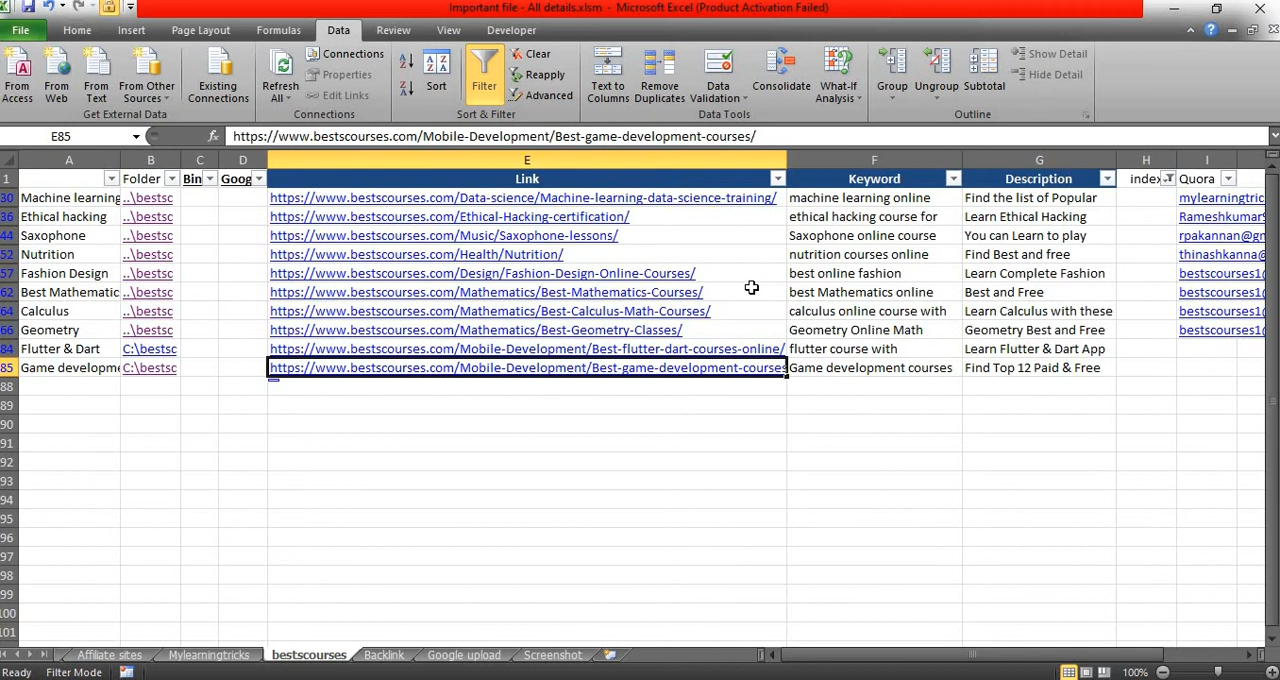 Important file - All details.xlsm - Microsoft Excel (Product Activation Failed)
File Home Insert Page Layout Formulas Data Review View Developer
From Access From Web From Text From Other Sources Existing Connections Refresh All Connections Properties Edit Links Sort Filter Clear Reapply Advanced Text to Columns Remove Duplicates Data Validation Consolidate What-If Analysis Group Ungroup Subtotal Show Detail Hide Detail
Get External Data Connections Sort & Filter Data Tools Outline
E85 fx https://www.bestscourses.com/Mobile-Development/Best-game-development-courses/
A B C D E F G H I
1 Folder Bin Goog Link Keyword Description index Quora
30 Machine learning ..\bestsc https://www.bestscourses.com/Data-science/Machine-learning-data-science-training/ machine learning online Find the list of Popular mylearningtric
36 Ethical hacking ..\bestsc https://www.bestscourses.com/Ethical-Hacking-certification/ ethical hacking course for Learn Ethical Hacking Rameshkumar
44 Saxophone ..\bestsc https://www.bestscourses.com/Music/Saxophone-lessons/ Saxophone online course You can Learn to play rpakannan@gn
52 Nutrition ..\bestsc https://www.bestscourses.com/Health/Nutrition/ nutrition courses online Find Best and free thinashkanna@
57 Fashion Design ..\bestsc https://www.bestscourses.com/Design/Fashion-Design-Online-Courses/ best online fashion Learn Complete Fashion bestscourses1@
62 Best Mathematic ..\bestsc https://www.bestscourses.com/Mathematics/Best-Mathematics-Courses/ best Mathematics online Best and Free bestscourses1@
64 Calculus ..\bestsc https://www.bestscourses.com/Mathematics/Best-Calculus-Math-Courses/ calculus online course with Learn Calculus with these bestscourses1@
66 Geometry ..\bestsc https://www.bestscourses.com/Mathematics/Best-Geometry-Classes/ Geometry Online Math Geometry Best and Free bestscourses1@
84 Flutter & Dart C:\bestsc https://www.bestscourses.com/Mobile-Development/Best-flutter-dart-courses-online/ flutter course with Learn Flutter & Dart App
85 Game developme C:\bestsc https://www.bestscourses.com/Mobile-Development/Best-game-development-courses Game development courses Find Top 12 Paid & Free
88
89
90
91
92
93
94
95
96
97
98
99
100
101
Affiliate sites Mylearningtricks bestscourses Backlink Google upload Screenshot
Ready Filter Mode 100%